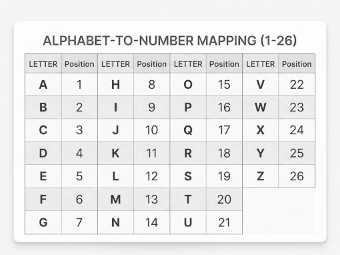 ALPHABET-TO-NUMBER MAPPING (1-26)
LETTER Position LETTER Position LETTER Position LETTER Position
A 1 H 8 O 15 V 22
B 2 I 9 P 16 W 23
C 3 J 10 Q 17 X 24
D 4 K 11 R 18 Y 25
E 5 L 12 S 19 Z 26
F 6 M 13 T 20
G 7 N 14 U 21